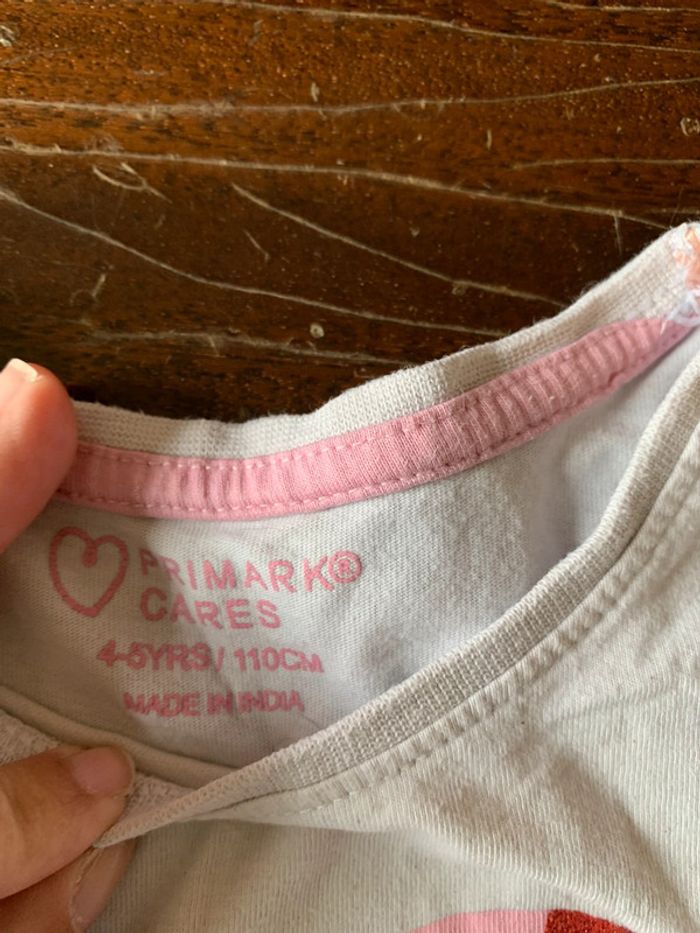 PRIMARK®
CARES
4-5YRS / 110CM
MADE IN INDIA